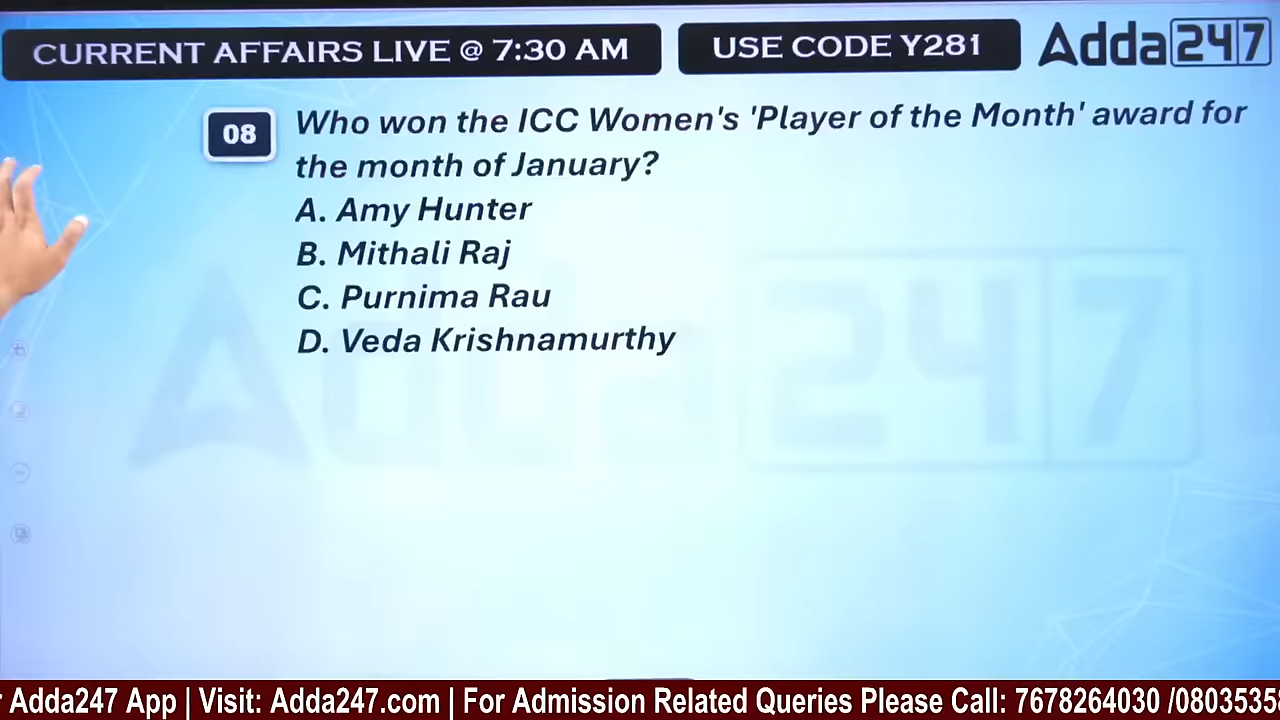 CURRENT AFFAIRS LIVE @ 7:30 AM
USE CODE Y281
Adda247
08
Who won the ICC Women's 'Player of the Month' award for
the month of January?
A. Amy Hunter
B. Mithali Raj
C. Purnima Rau
D. Veda Krishnamurthy
Adda247
Adda247 App | Visit: Adda247.com | For Admission Related Queries Please Call: 7678264030 /0803535